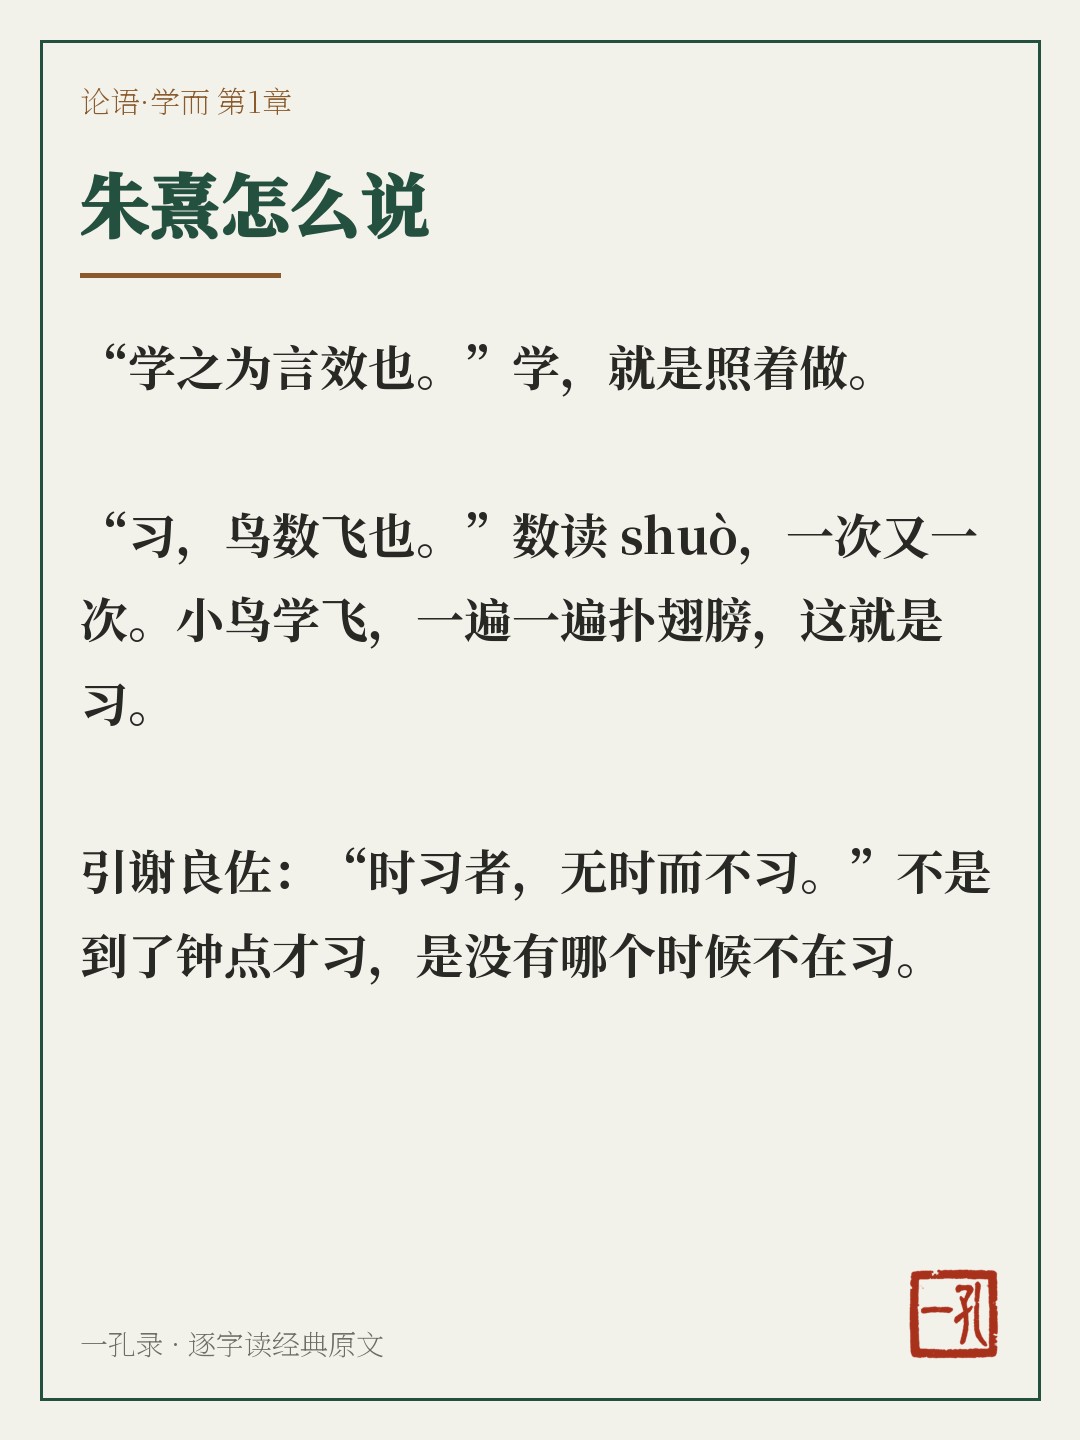 论语·学而 第1章
朱熹怎么说
“学之为言效也。”学，就是照着做。
“习，鸟数飞也。”数读 shuò，一次又一
次。小鸟学飞，一遍一遍扑翅膀，这就是
习。
引谢良佐：“时习者，无时而不习。”不是
到了钟点才习，是没有哪个时候不在习。
一孔录 · 逐字读经典原文
一孔